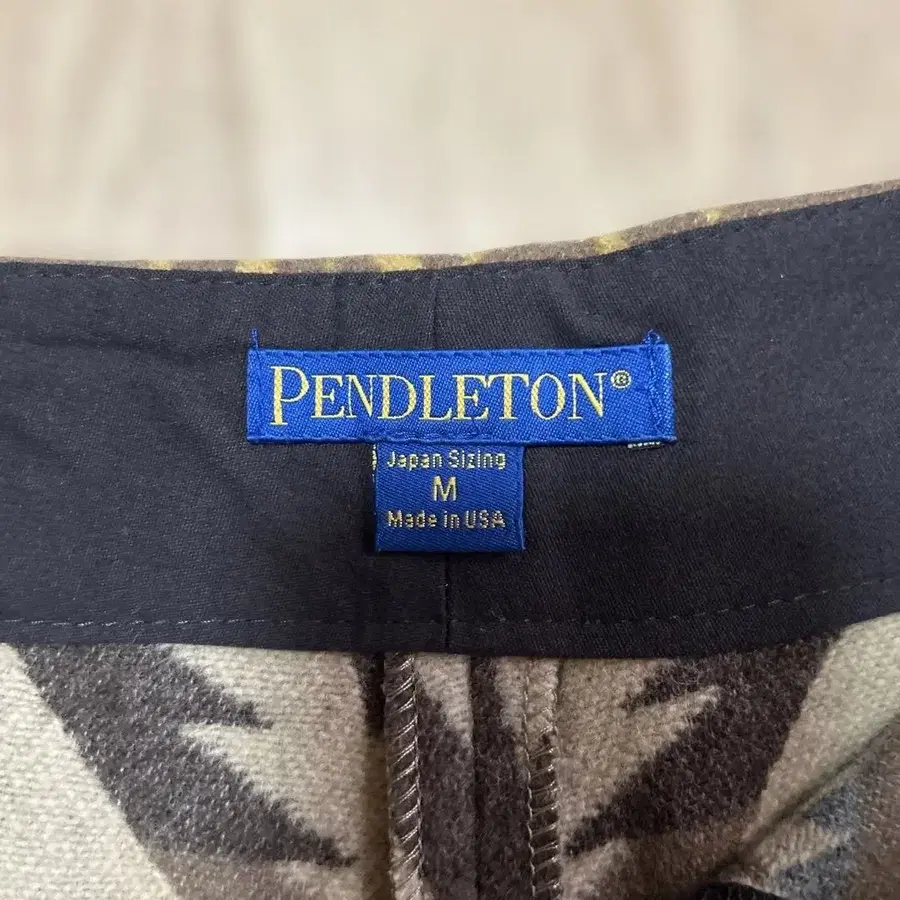 PENDLETON®
Japan Sizing
M
Made in USA